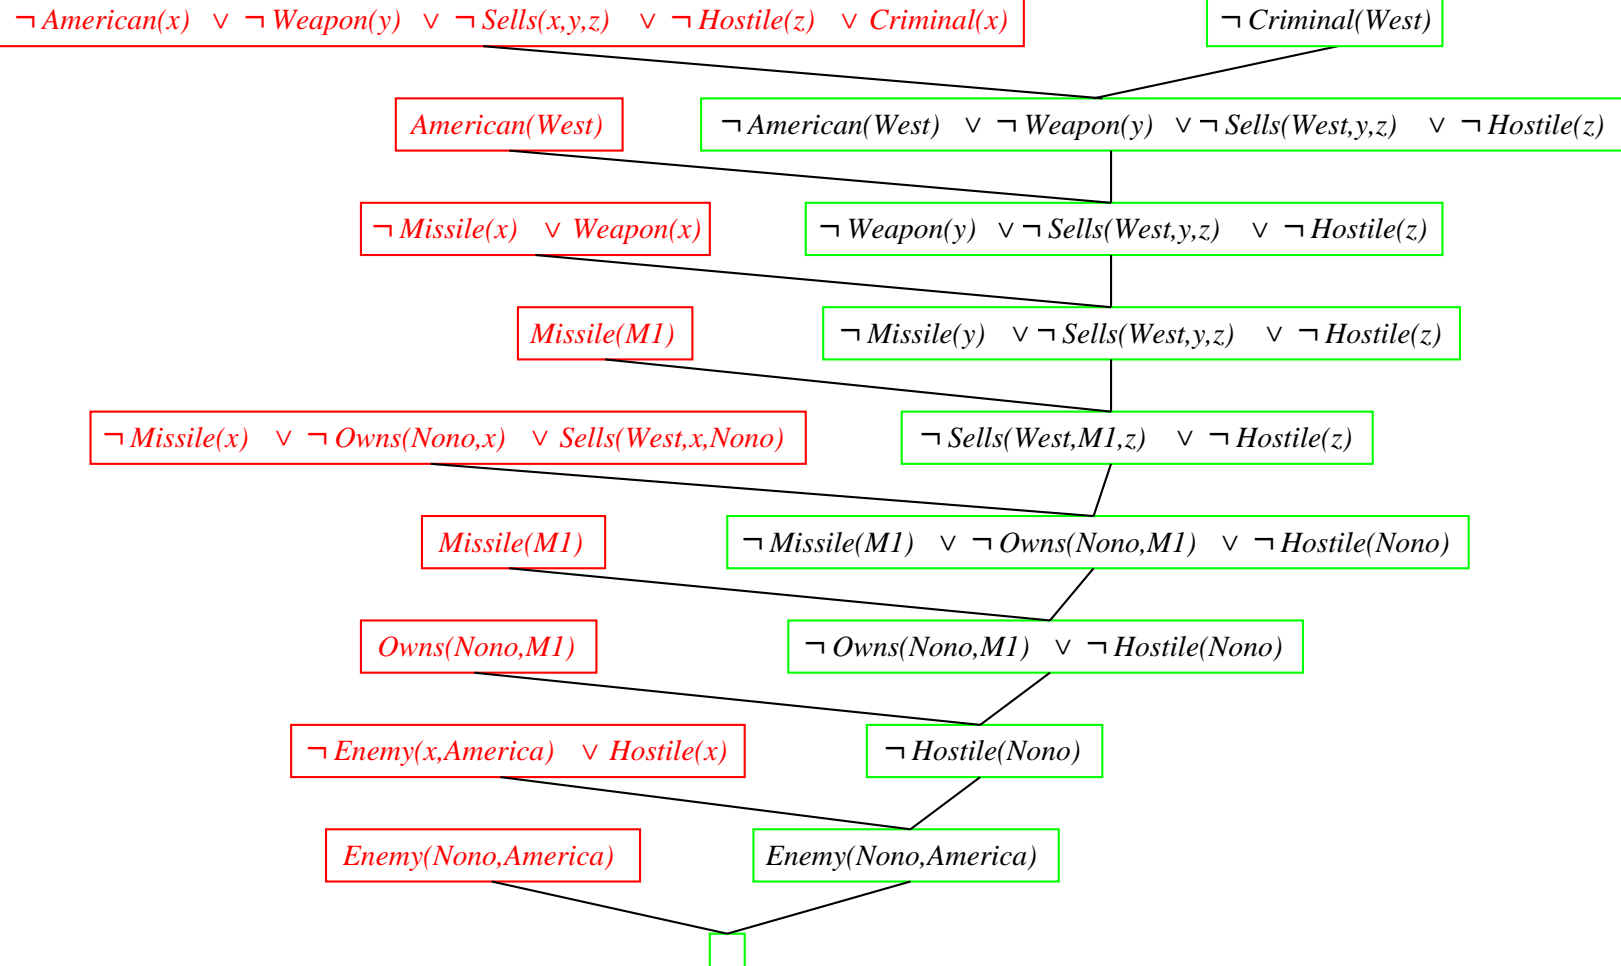 ¬ American(x) ∨ ¬ Weapon(y) ∨ ¬ Sells(x,y,z) ∨ ¬ Hostile(z) ∨ Criminal(x) ¬ Criminal(West)
American(West) ¬ American(West) ∨ ¬ Weapon(y) ∨ ¬ Sells(West,y,z) ∨ ¬ Hostile(z)
¬ Missile(x) ∨ Weapon(x) ¬ Weapon(y) ∨ ¬ Sells(West,y,z) ∨ ¬ Hostile(z)
Missile(M1) ¬ Missile(y) ∨ ¬ Sells(West,y,z) ∨ ¬ Hostile(z)
¬ Missile(x) ∨ ¬ Owns(Nono,x) ∨ Sells(West,x,Nono) ¬ Sells(West,M1,z) ∨ ¬ Hostile(z)
Missile(M1) ¬ Missile(M1) ∨ ¬ Owns(Nono,M1) ∨ ¬ Hostile(Nono)
Owns(Nono,M1) ¬ Owns(Nono,M1) ∨ ¬ Hostile(Nono)
¬ Enemy(x,America) ∨ Hostile(x) ¬ Hostile(Nono)
Enemy(Nono,America) Enemy(Nono,America)